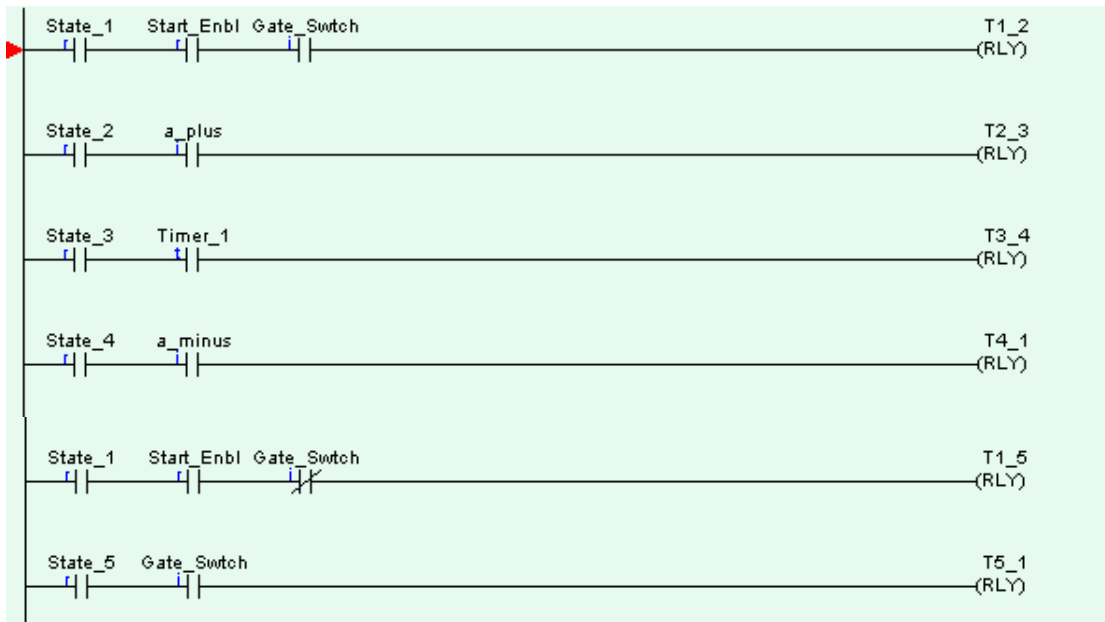 State_1 Start_Enbl Gate_Swtch T1_2
r r i (RLY)
State_2 a_plus T2_3
r i (RLY)
State_3 Timer_1 T3_4
r t (RLY)
State_4 a_minus T4_1
r i (RLY)
State_1 Start_Enbl Gate_Swtch T1_5
r r i (RLY)
State_5 Gate_Swtch T5_1
r i (RLY)